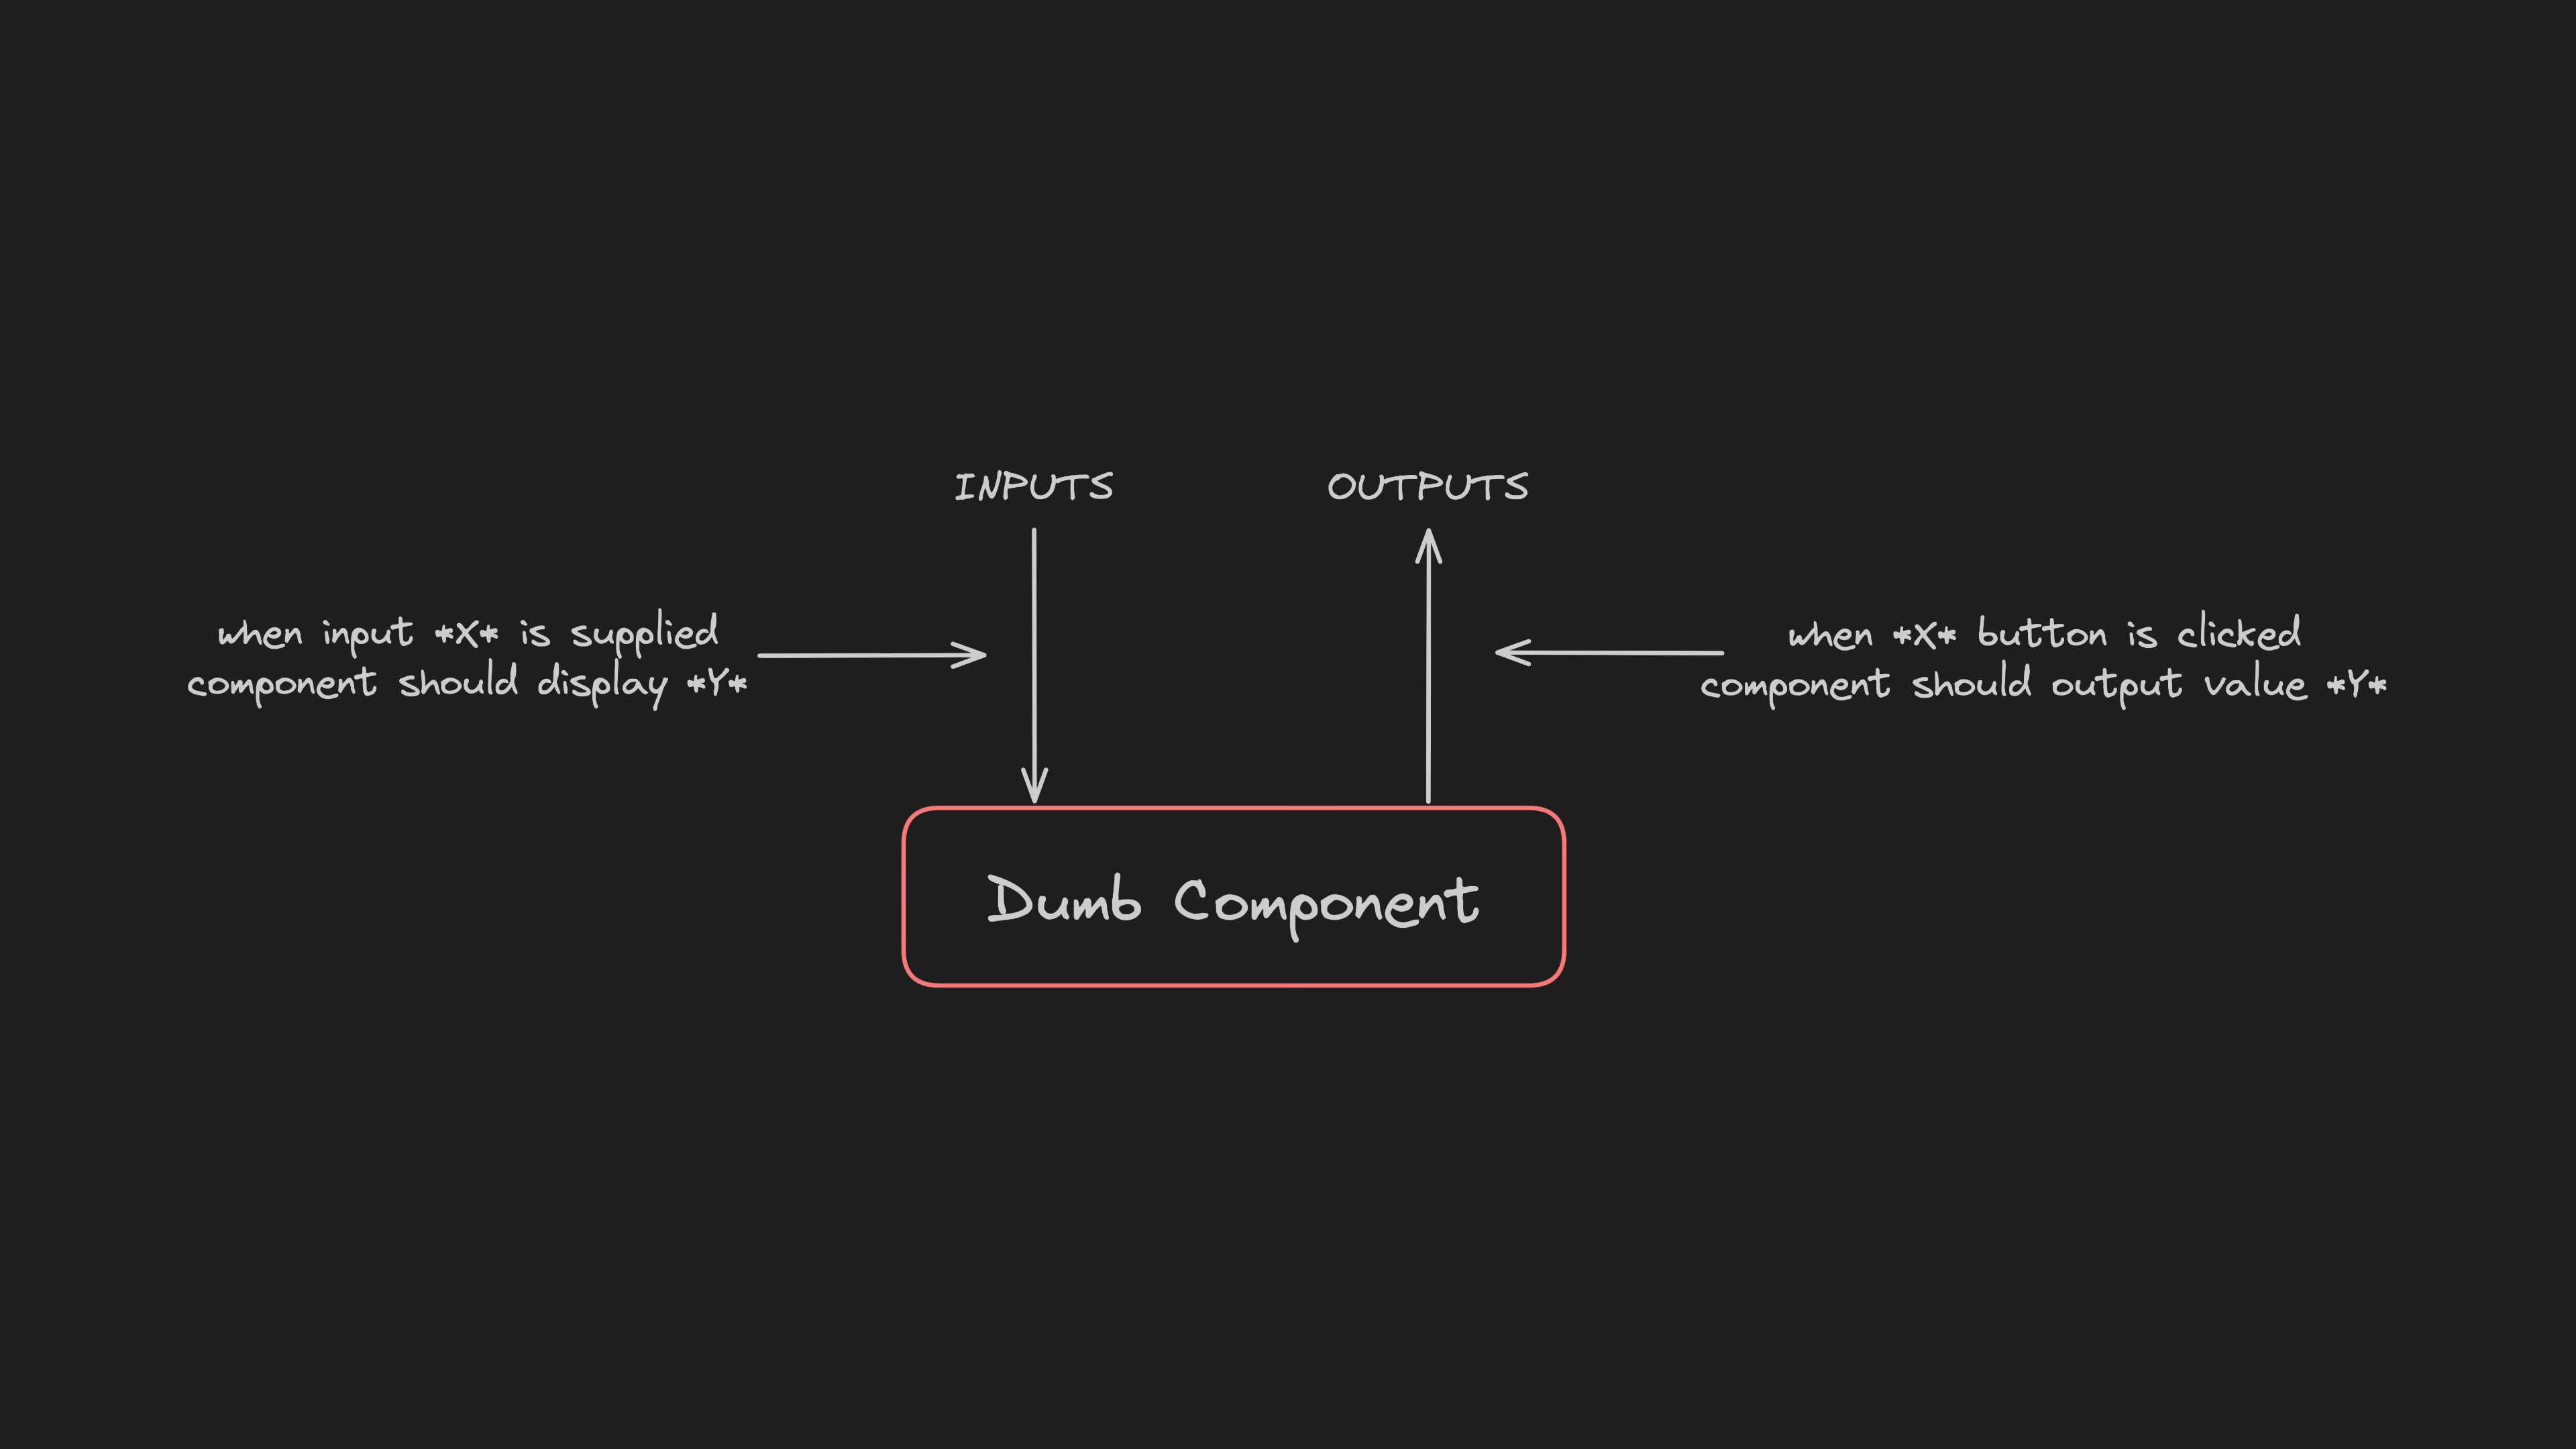 INPUTS
OUTPUTS
when input *X* is supplied
component should display *Y*
when *X* button is clicked
component should output value *Y*
Dumb Component